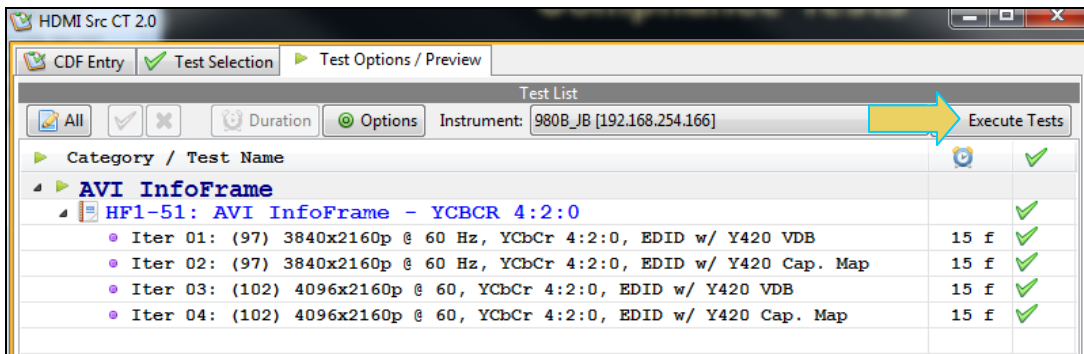 HDMI Src CT 2.0
CDF Entry Test Selection Test Options / Preview
Test List
All Duration Options Instrument: 980B_JB [192.168.254.166] Execute Tests
Category / Test Name
AVI InfoFrame
HF1-51: AVI InfoFrame - YCBCR 4:2:0
Iter 01: (97) 3840x2160p @ 60 Hz, YCbCr 4:2:0, EDID w/ Y420 VDB 15 f
Iter 02: (97) 3840x2160p @ 60 Hz, YCbCr 4:2:0, EDID w/ Y420 Cap. Map 15 f
Iter 03: (102) 4096x2160p @ 60, YCbCr 4:2:0, EDID w/ Y420 VDB 15 f
Iter 04: (102) 4096x2160p @ 60, YCbCr 4:2:0, EDID w/ Y420 Cap. Map 15 f